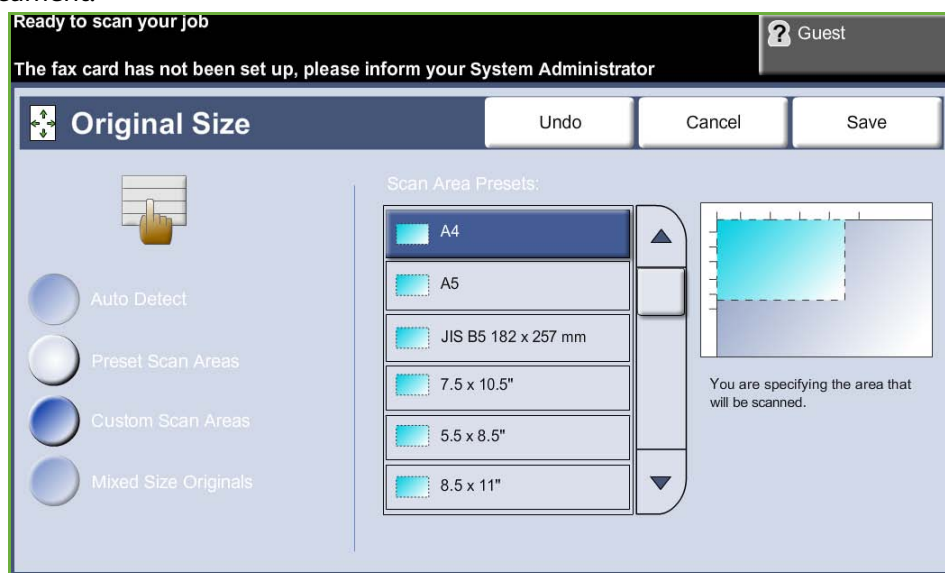 Ready to scan your job
Guest
The fax card has not been set up, please inform your System Administrator
Original Size
Undo
Cancel
Save
Scan Area Presets:
A4
A5
JIS B5 182 x 257 mm
7.5 x 10.5"
5.5 x 8.5"
8.5 x 11"
Auto Detect
Preset Scan Areas
Custom Scan Areas
Mixed Size Originals
You are specifying the area that
will be scanned.